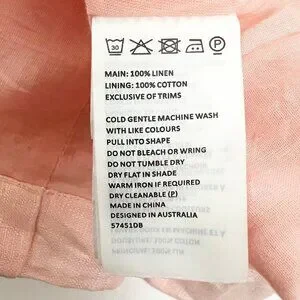 30
P
MAIN: 100% LINEN
LINING: 100% COTTON
EXCLUSIVE OF TRIMS
COLD GENTLE MACHINE WASH
WITH LIKE COLOURS
PULL INTO SHAPE
DO NOT BLEACH OR WRING
DO NOT TUMBLE DRY
DRY FLAT IN SHADE
WARM IRON IF REQUIRED
DRY CLEANABLE (P)
MADE IN CHINA
DESIGNED IN AUSTRALIA
57451DB